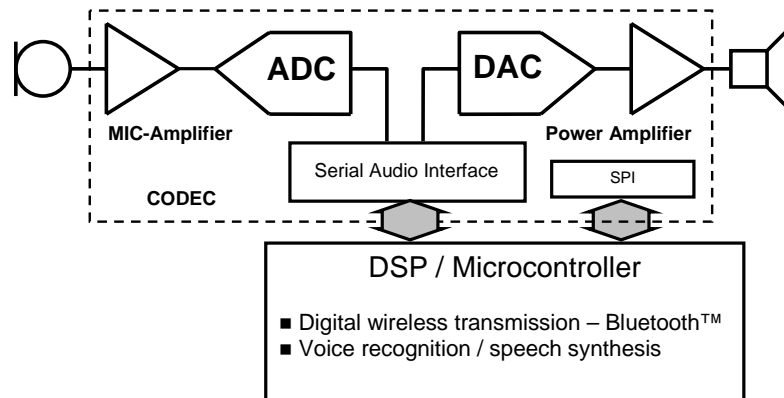 ADC
DAC
MIC-Amplifier
Power Amplifier
Serial Audio Interface
SPI
CODEC
DSP / Microcontroller
■ Digital wireless transmission – Bluetooth™
■ Voice recognition / speech synthesis